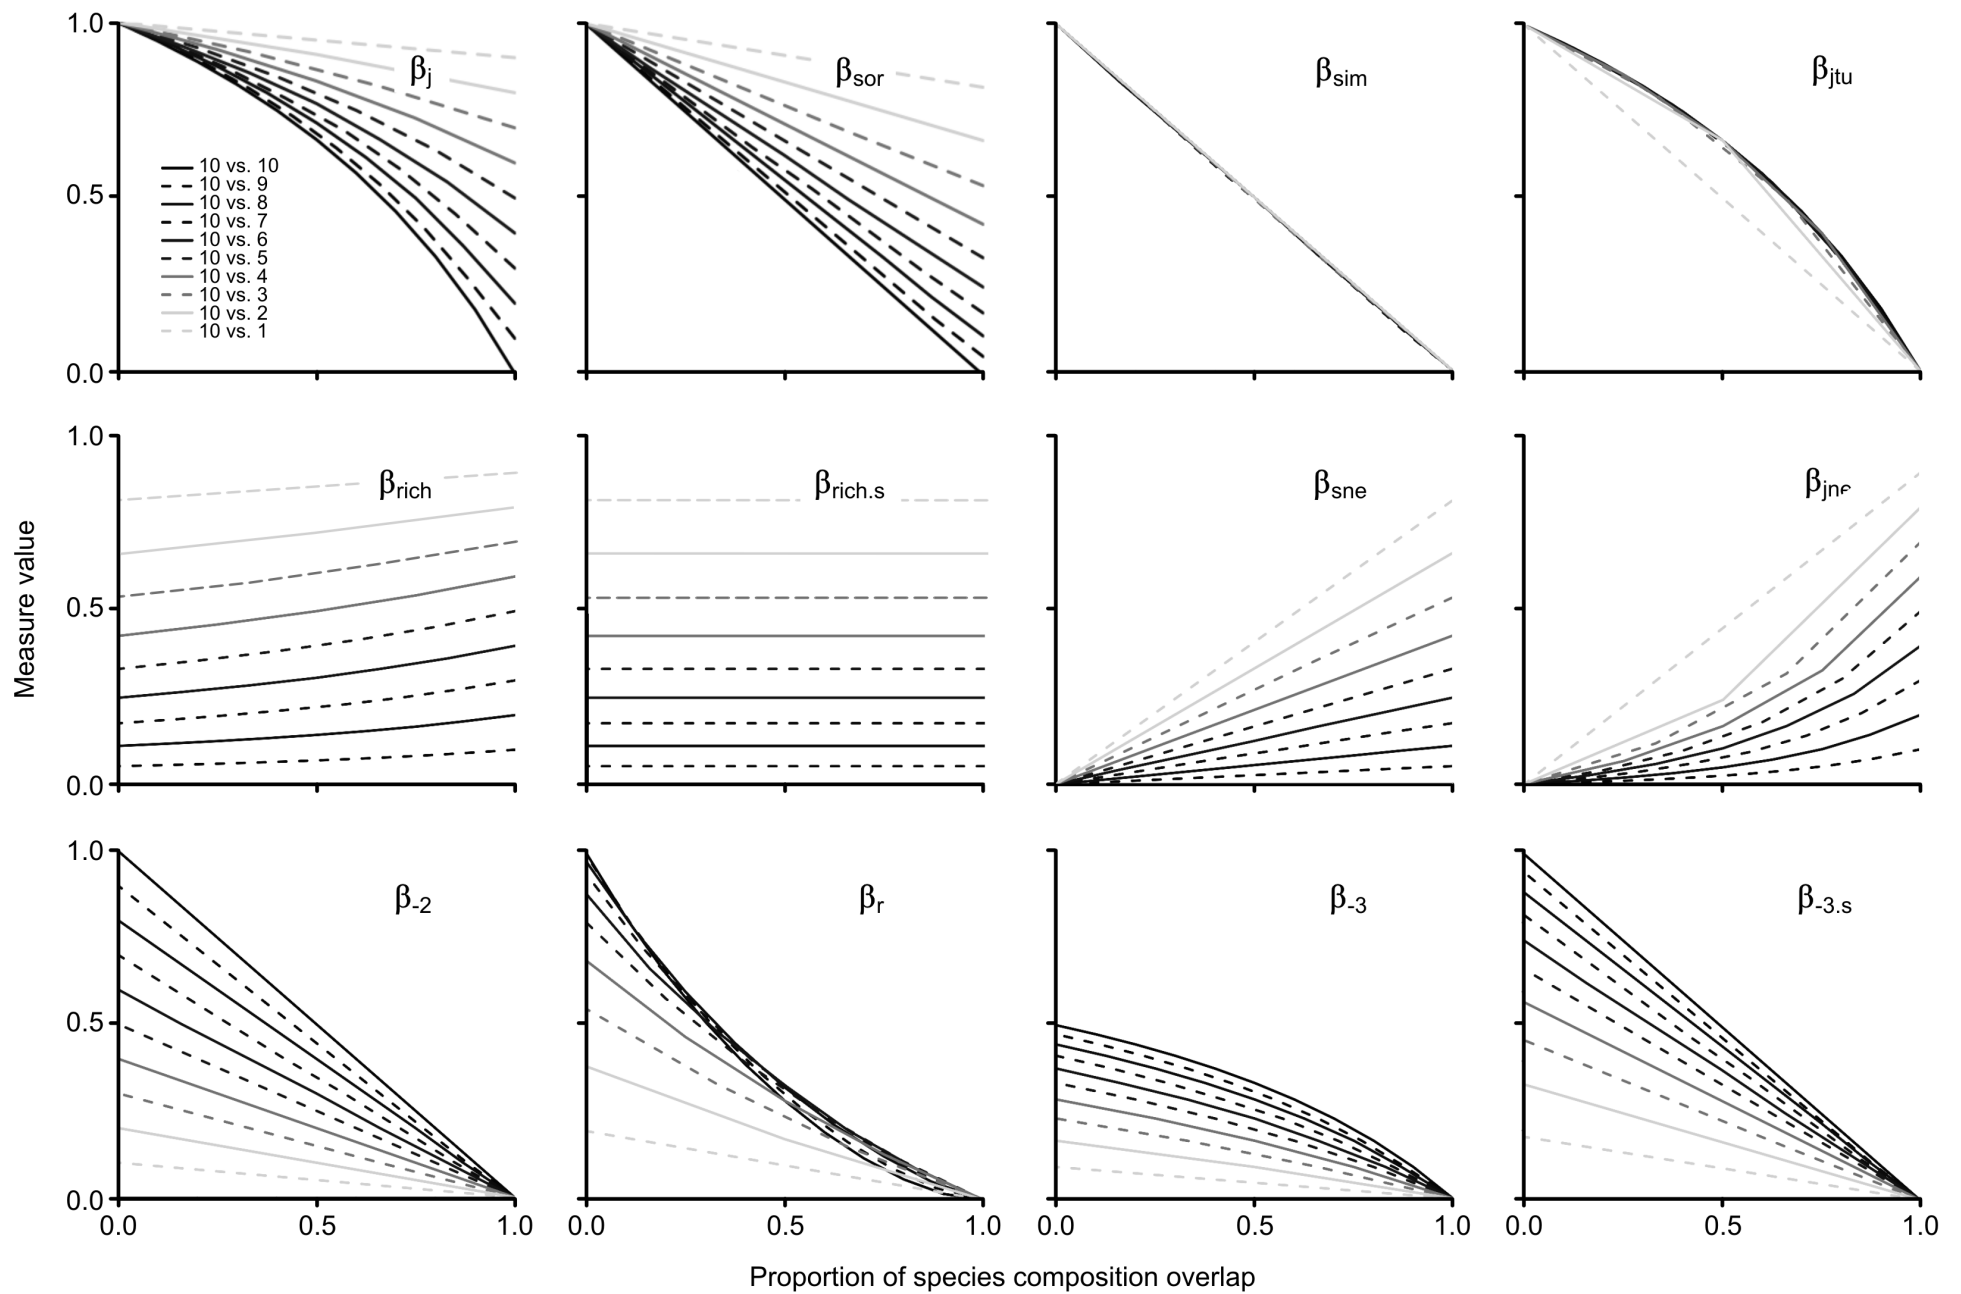 1.0
0.5
0.0
βj
10 vs. 10
10 vs. 9
10 vs. 8
10 vs. 7
10 vs. 6
10 vs. 5
10 vs. 4
10 vs. 3
10 vs. 2
10 vs. 1
βsor
βsim
βjtu
Measure value
1.0
0.5
0.0
βrich
βrich.s
βsne
βjne
1.0
0.5
0.0
β-2
βr
β-3
β-3.s
0.0 0.5 1.0 0.0 0.5 1.0 0.0 0.5 1.0 0.0 0.5 1.0
Proportion of species composition overlap